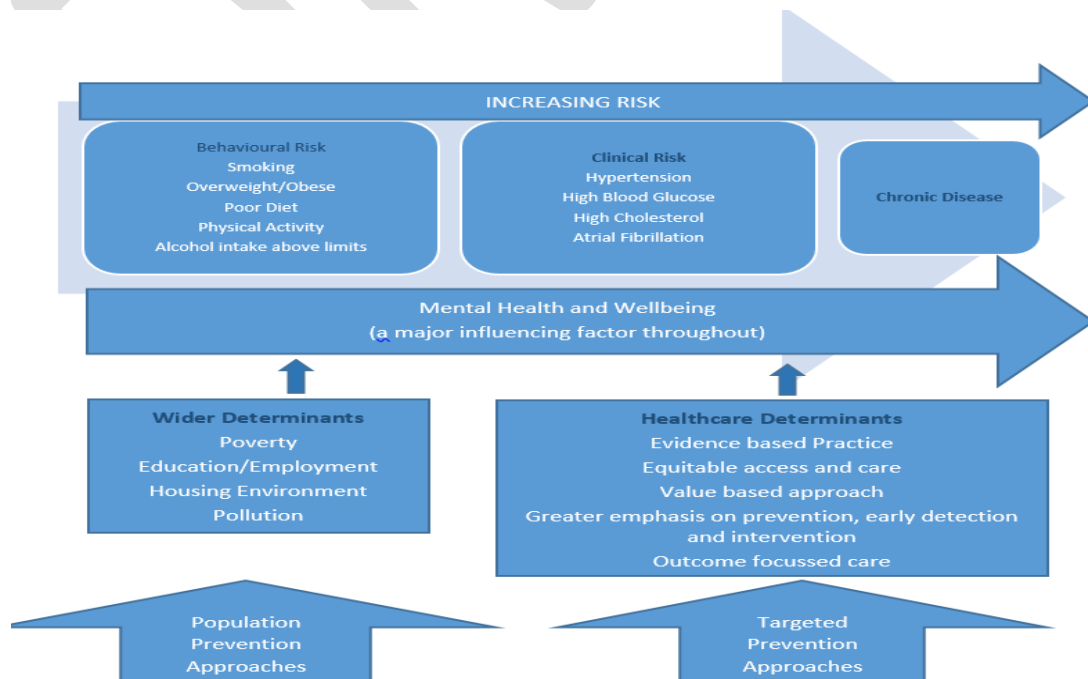 INCREASING RISK
Behavioural Risk
Smoking
Overweight/Obese
Poor Diet
Physical Activity
Alcohol intake above limits
Clinical Risk
Hypertension
High Blood Glucose
High Cholesterol
Atrial Fibrillation
Chronic Disease
Mental Health and Wellbeing
(a major influencing factor throughout)
Wider Determinants
Poverty
Education/Employment
Housing Environment
Pollution
Healthcare Determinants
Evidence based Practice
Equitable access and care
Value based approach
Greater emphasis on prevention, early detection
and intervention
Outcome focussed care
Population
Prevention
Approaches
Targeted
Prevention
Approaches